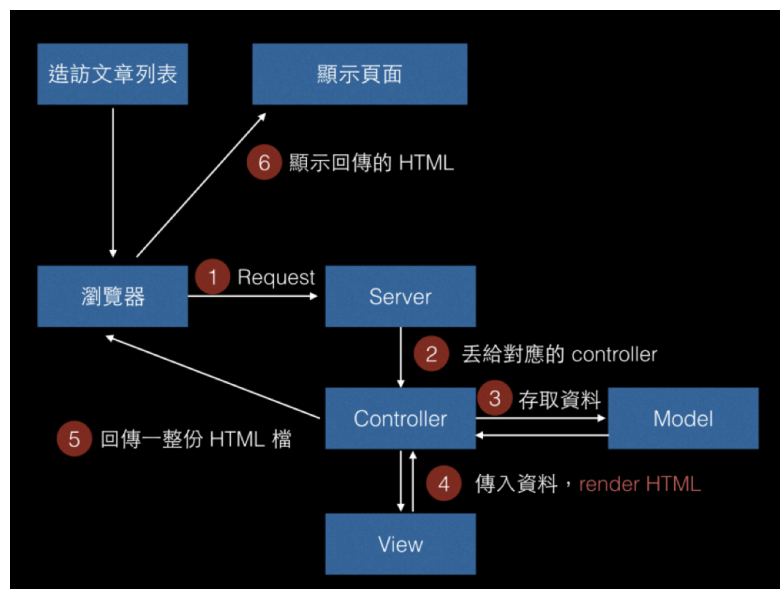 造訪文章列表
顯示頁面
6 顯示回傳的 HTML
瀏覽器
1 Request
Server
2 丟給對應的 controller
Controller
3 存取資料
Model
5 回傳一整份 HTML 檔
4 傳入資料，render HTML
View